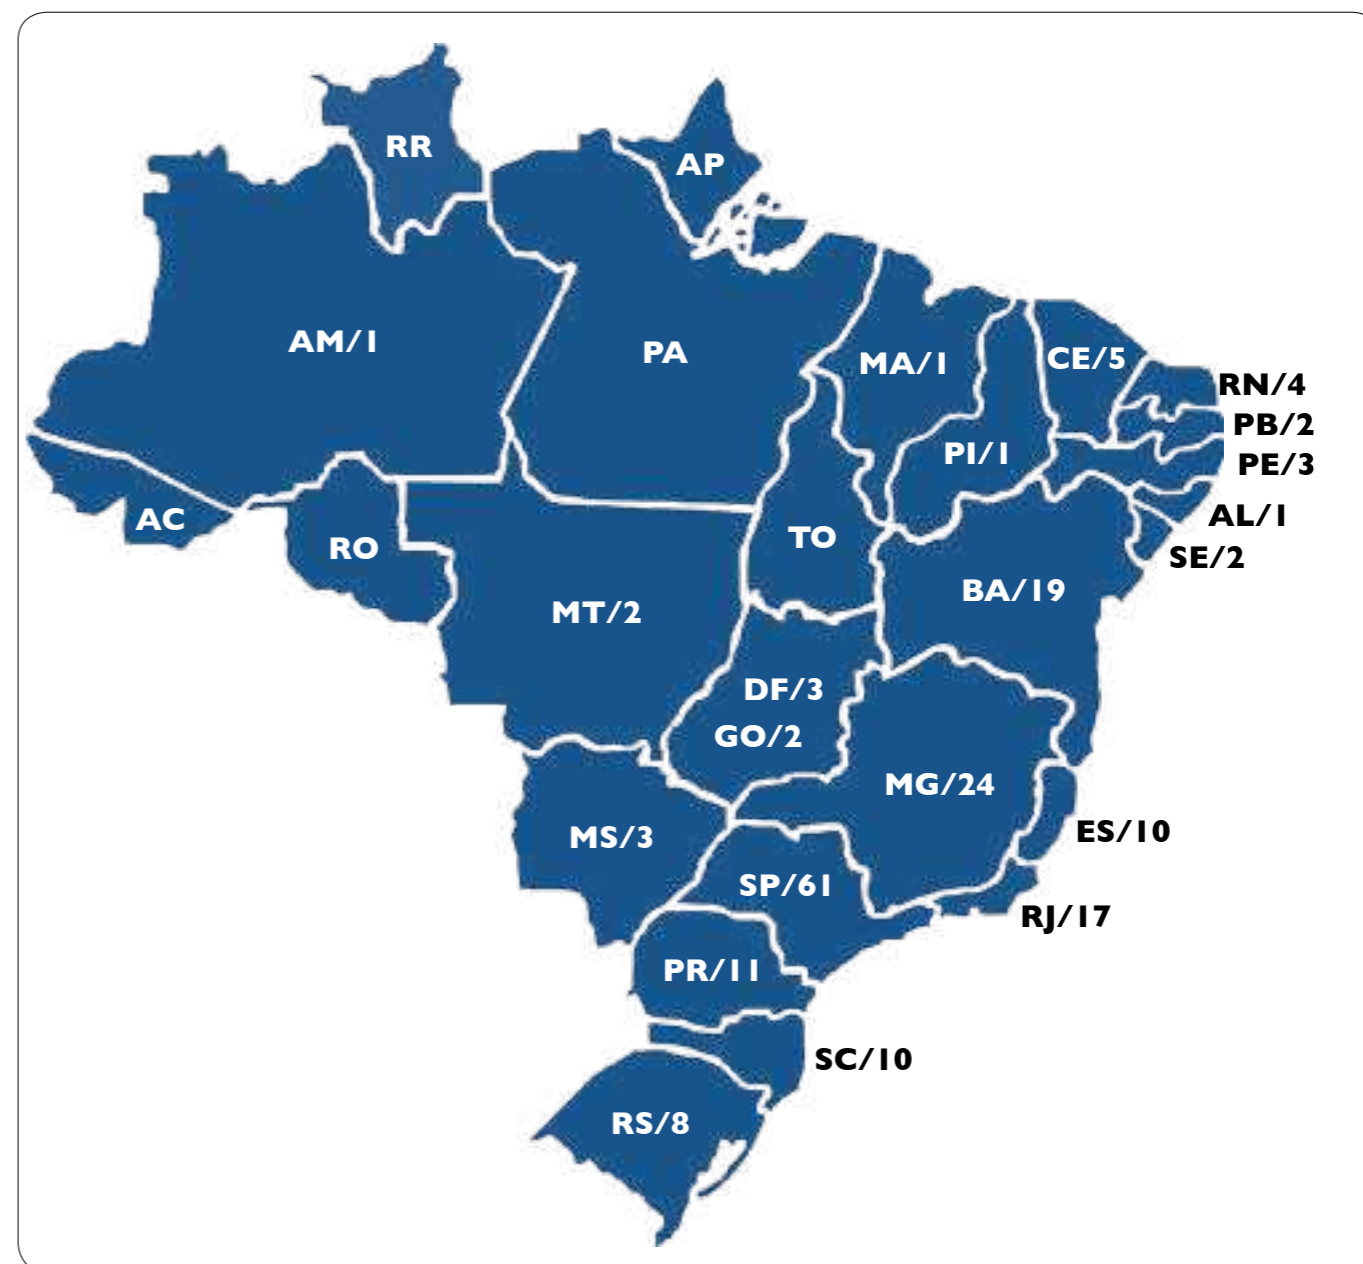 RR
AP
AM/1
PA
MA/1
CE/5
RN/4
PB/2
PI/1
PE/3
AC
AL/1
RO
TO
SE/2
BA/19
MT/2
DF/3
GO/2
MG/24
MS/3
ES/10
SP/61
RJ/17
PR/11
SC/10
RS/8